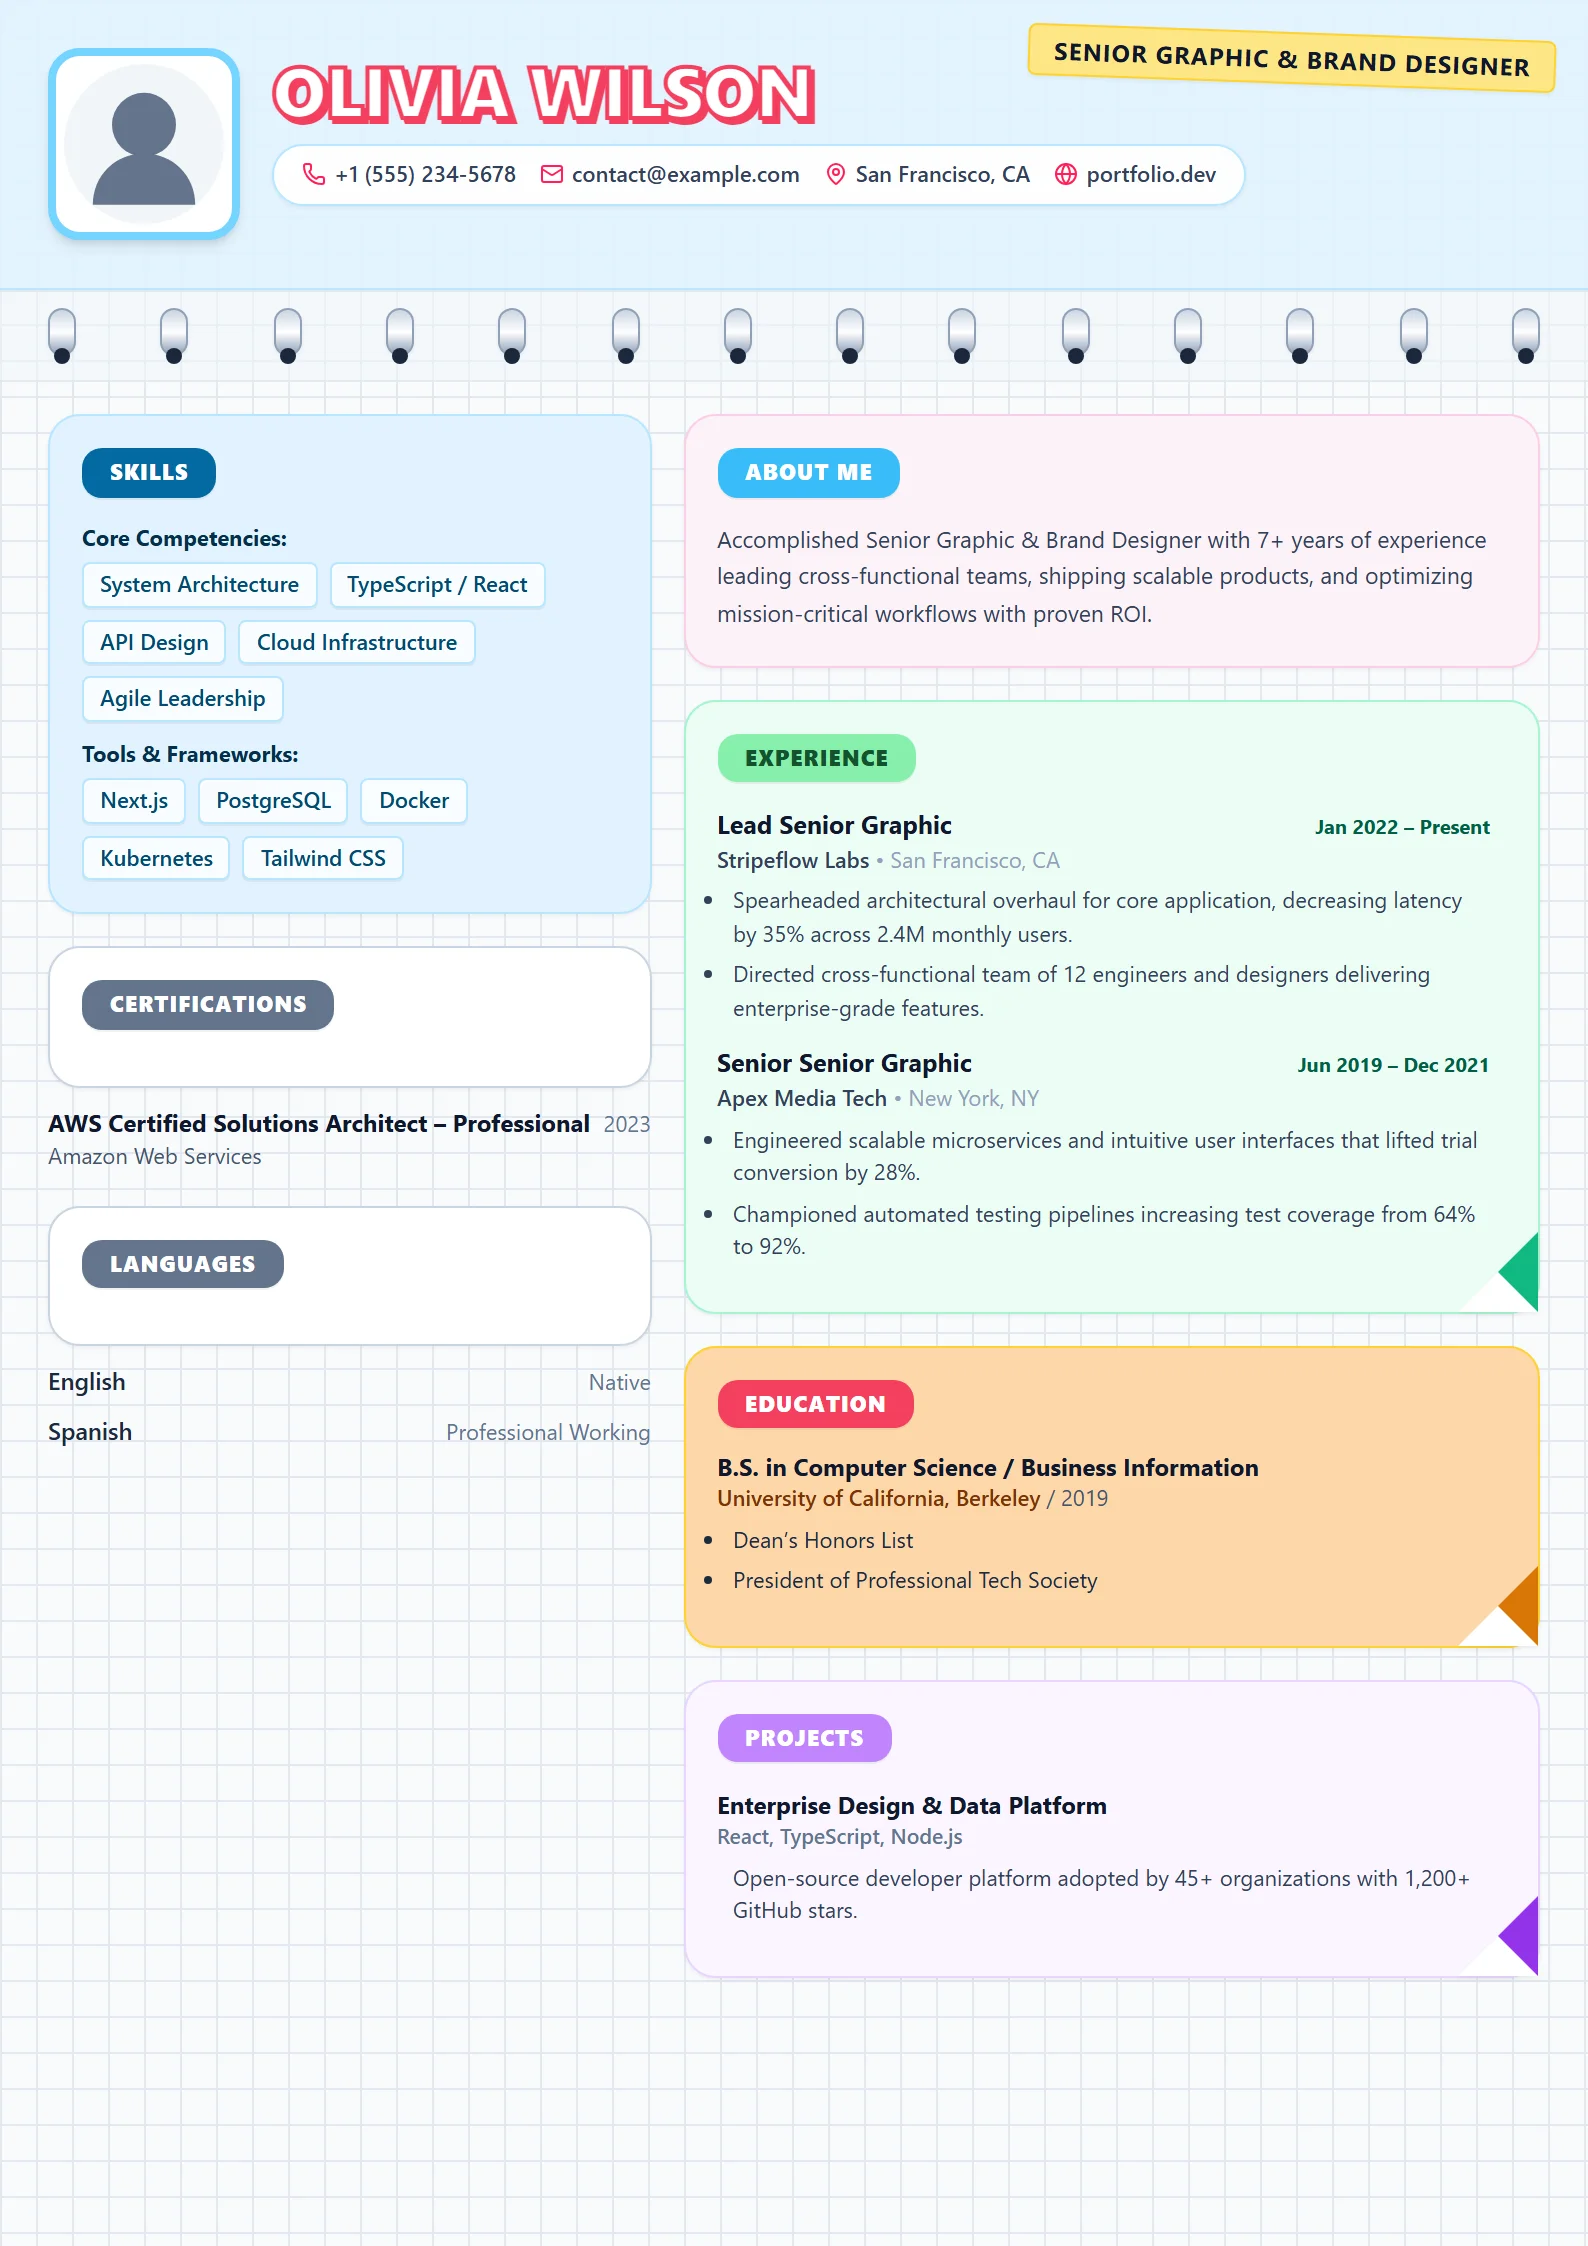 OLIVIA WILSON
SENIOR GRAPHIC & BRAND DESIGNER
+1 (555) 234-5678 contact@example.com San Francisco, CA portfolio.dev
SKILLS
Core Competencies:
System Architecture TypeScript / React
API Design Cloud Infrastructure
Agile Leadership
Tools & Frameworks:
Next.js PostgreSQL Docker
Kubernetes Tailwind CSS
CERTIFICATIONS
AWS Certified Solutions Architect – Professional 2023
Amazon Web Services
LANGUAGES
English Native
Spanish Professional Working
ABOUT ME
Accomplished Senior Graphic & Brand Designer with 7+ years of experience
leading cross-functional teams, shipping scalable products, and optimizing
mission-critical workflows with proven ROI.
EXPERIENCE
Lead Senior Graphic Jan 2022 – Present
Stripeflow Labs • San Francisco, CA
• Spearheaded architectural overhaul for core application, decreasing latency
by 35% across 2.4M monthly users.
• Directed cross-functional team of 12 engineers and designers delivering
enterprise-grade features.
Senior Senior Graphic Jun 2019 – Dec 2021
Apex Media Tech • New York, NY
• Engineered scalable microservices and intuitive user interfaces that lifted trial
conversion by 28%.
• Championed automated testing pipelines increasing test coverage from 64%
to 92%.
EDUCATION
B.S. in Computer Science / Business Information
University of California, Berkeley / 2019
• Dean’s Honors List
• President of Professional Tech Society
PROJECTS
Enterprise Design & Data Platform
React, TypeScript, Node.js
Open-source developer platform adopted by 45+ organizations with 1,200+
GitHub stars.